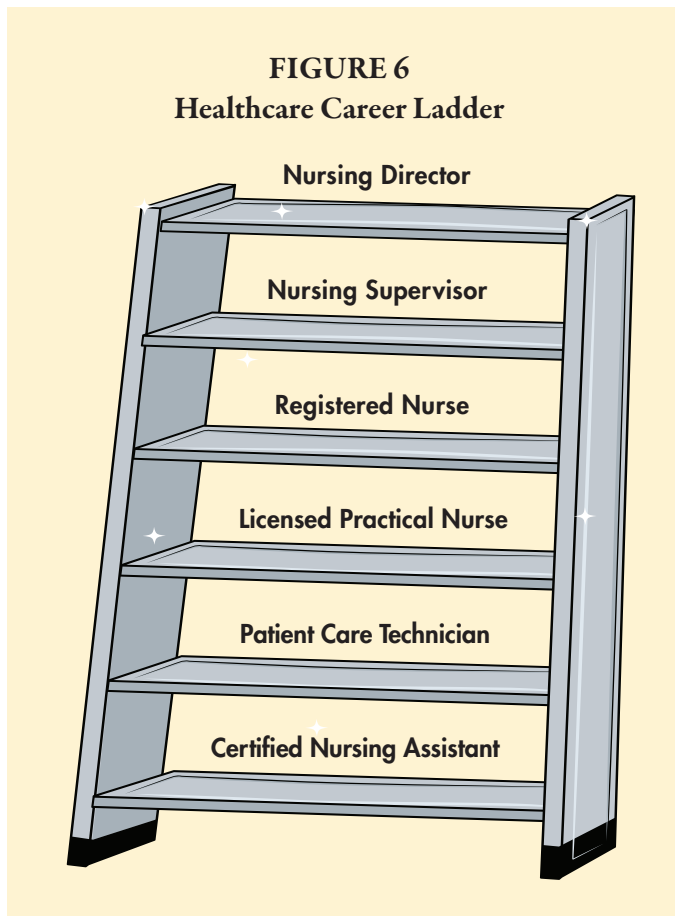 FIGURE 6
Healthcare Career Ladder
Nursing Director
Nursing Supervisor
Registered Nurse
Licensed Practical Nurse
Patient Care Technician
Certified Nursing Assistant